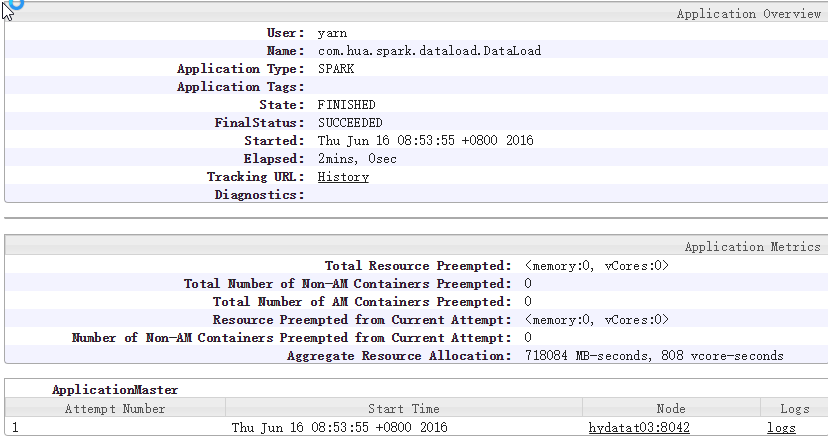 Application Overview
User: yarn
Name: com.hua.spark.dataload.DataLoad
Application Type: SPARK
Application Tags:
State: FINISHED
FinalStatus: SUCCEEDED
Started: Thu Jun 16 08:53:55 +0800 2016
Elapsed: 2mins, 0sec
Tracking URL: History
Diagnostics:
Application Metrics
Total Resource Preempted: <memory:0, vCores:0>
Total Number of Non-AM Containers Preempted: 0
Total Number of AM Containers Preempted: 0
Resource Preempted from Current Attempt: <memory:0, vCores:0>
Number of Non-AM Containers Preempted from Current Attempt: 0
Aggregate Resource Allocation: 718084 MB-seconds, 808 vcore-seconds
ApplicationMaster
Attempt Number Start Time Node Logs
1 Thu Jun 16 08:53:55 +0800 2016 hydatat03:8042 logs